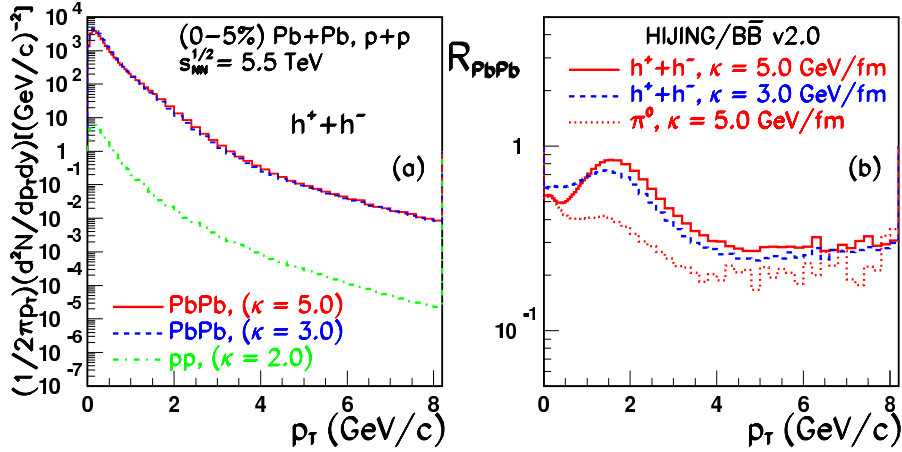 (1/2πp_T)(d²N/dp_Tdy)[(GeV/c)⁻²]
10⁴
10³
10²
10
1
10⁻¹
10⁻²
10⁻³
10⁻⁴
10⁻⁵
10⁻⁶
10⁻⁷
10
(0-5%) Pb+Pb, p+p
s_NN^1/2 = 5.5 TeV
h⁺+h⁻
(a)
PbPb, (κ = 5.0)
PbPb, (κ = 3.0)
pp, (κ = 2.0)
0 2 4 6 8
p_T (GeV/c)
R_PbPb
HIJING/BB̅ v2.0
h⁺+h⁻, κ = 5.0 GeV/fm
h⁺+h⁻, κ = 3.0 GeV/fm
π⁰, κ = 5.0 GeV/fm
1
(b)
10⁻¹
0 2 4 6 8
p_T (GeV/c)